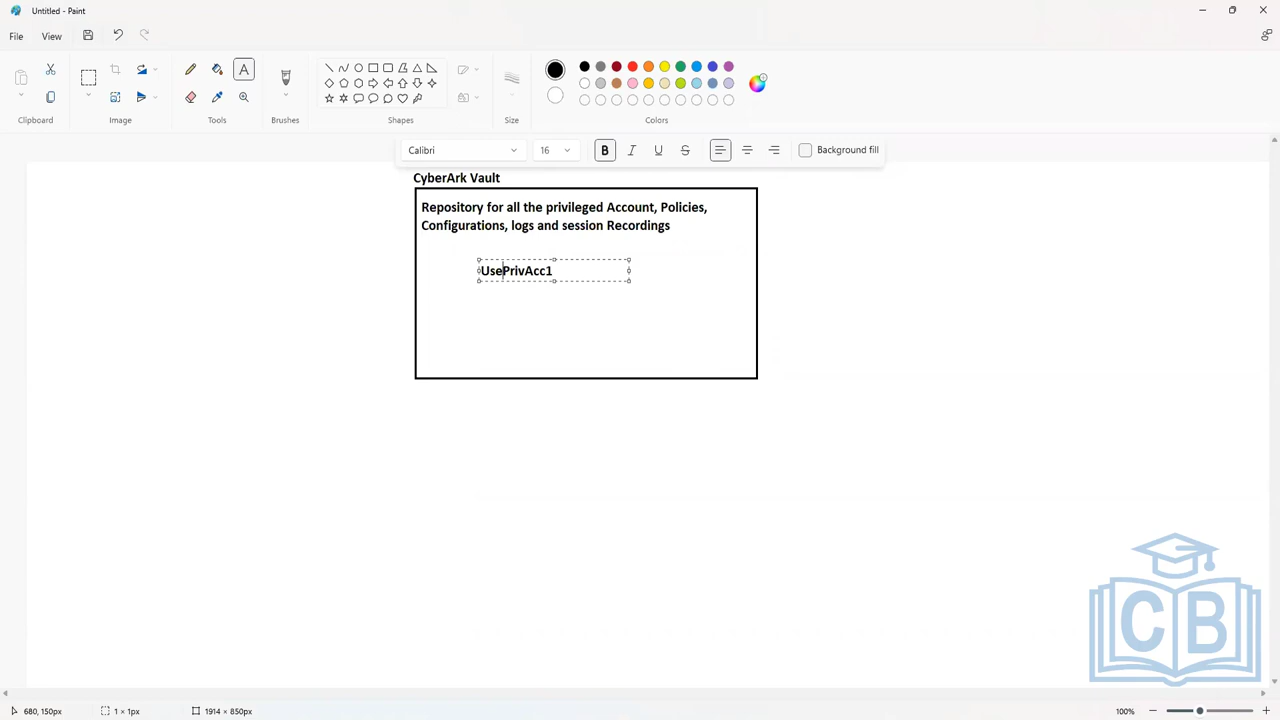 Untitled - Paint
File
View
Clipboard
Image
Tools
Brushes
Shapes
Size
Colors
Calibri
16
B
I
U
S
Background fill
CyberArk Vault
Repository for all the privileged Account, Policies,
Configurations, logs and session Recordings
UsePrivAcc1
C B
680, 150px
1 × 1px
1914 × 850px
100%